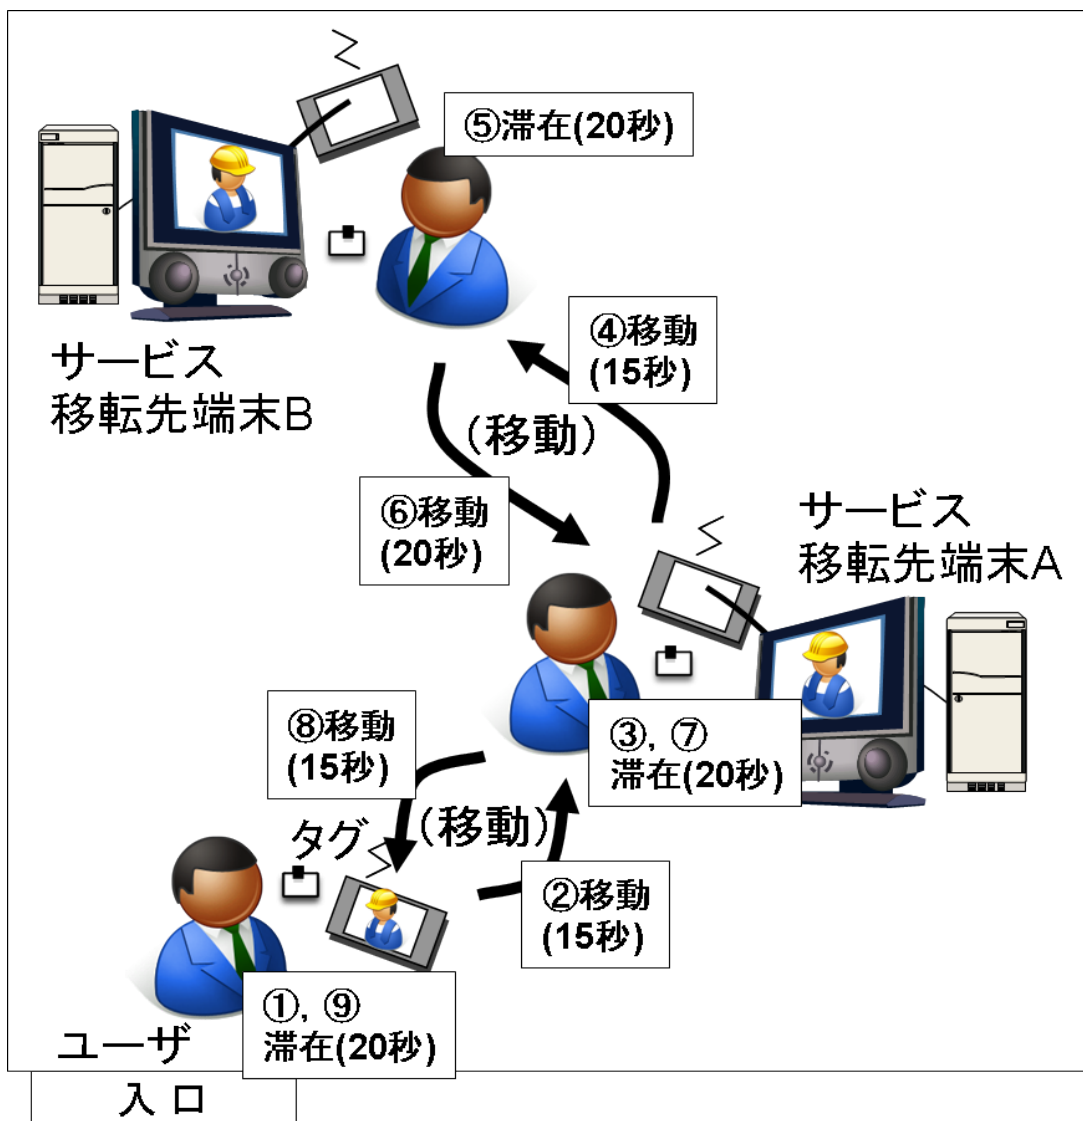 ⑤滞在(20秒)
サービス
移転先端末B
④移動
(15秒)
(移動)
⑥移動
(20秒)
サービス
移転先端末A
③, ⑦
滞在(20秒)
⑧移動
(15秒)
(移動)
タグ
②移動
(15秒)
①, ⑨
滞在(20秒)
ユーザ
入口